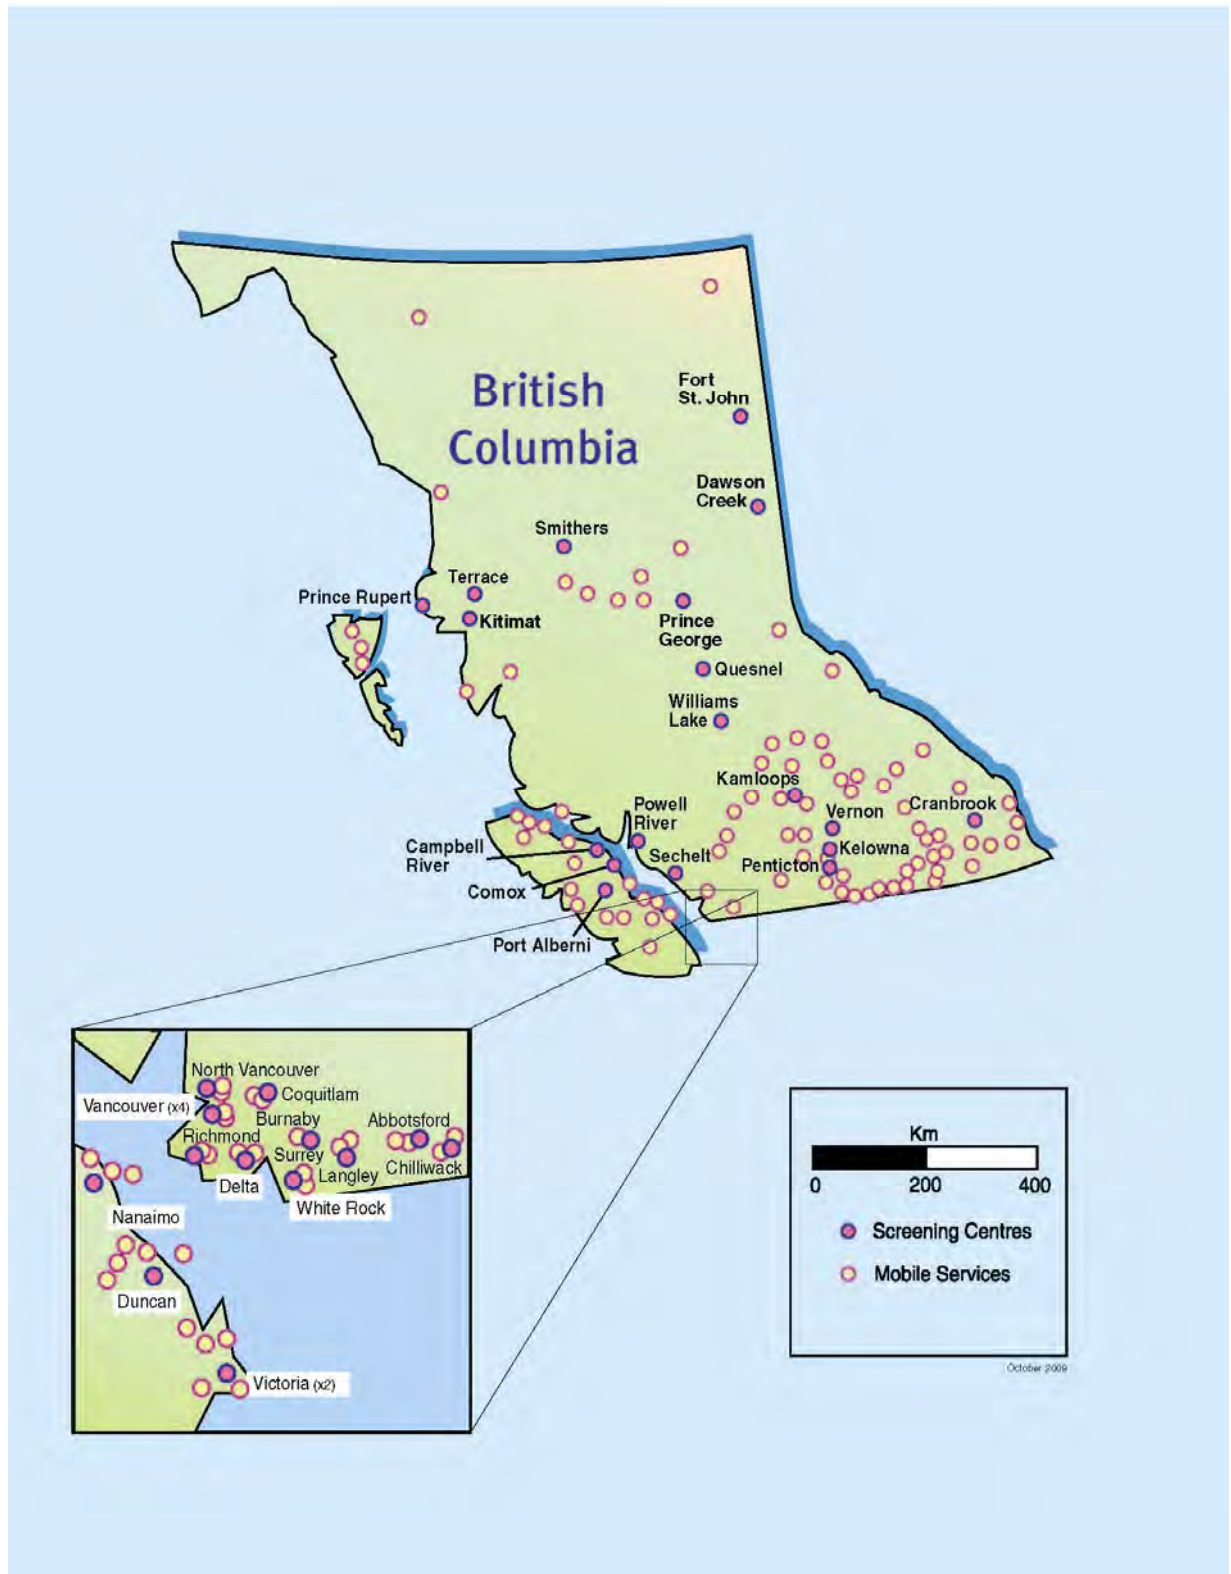 British
Columbia
Fort
St. John
Dawson
Creek
Smithers
Terrace
Prince Rupert
Kitimat
Prince
George
Quesnel
Williams
Lake
Kamloops
Powell
River
Vernon
Cranbrook
Campbell
River
Sechelt
Kelowna
Penticton
Comox
Port Alberni
North Vancouver
Coquitlam
Vancouver (x4)
Burnaby
Abbotsford
Richmond
Surrey
Chilliwack
Langley
Delta
White Rock
Nanaimo
Duncan
Victoria (x2)
Km
0 200 400
Screening Centres
Mobile Services
October 2009